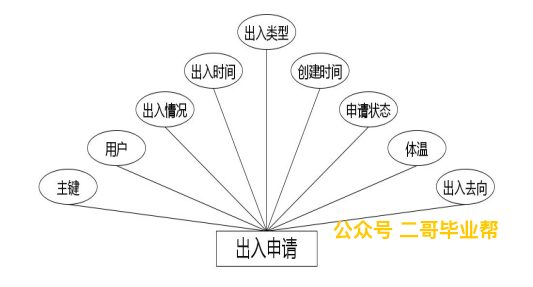 出入类型
出入时间
创建时间
出入情况
申请状态
用户
体温
主键
出入去向
公众号 二哥毕业帮
出入申请